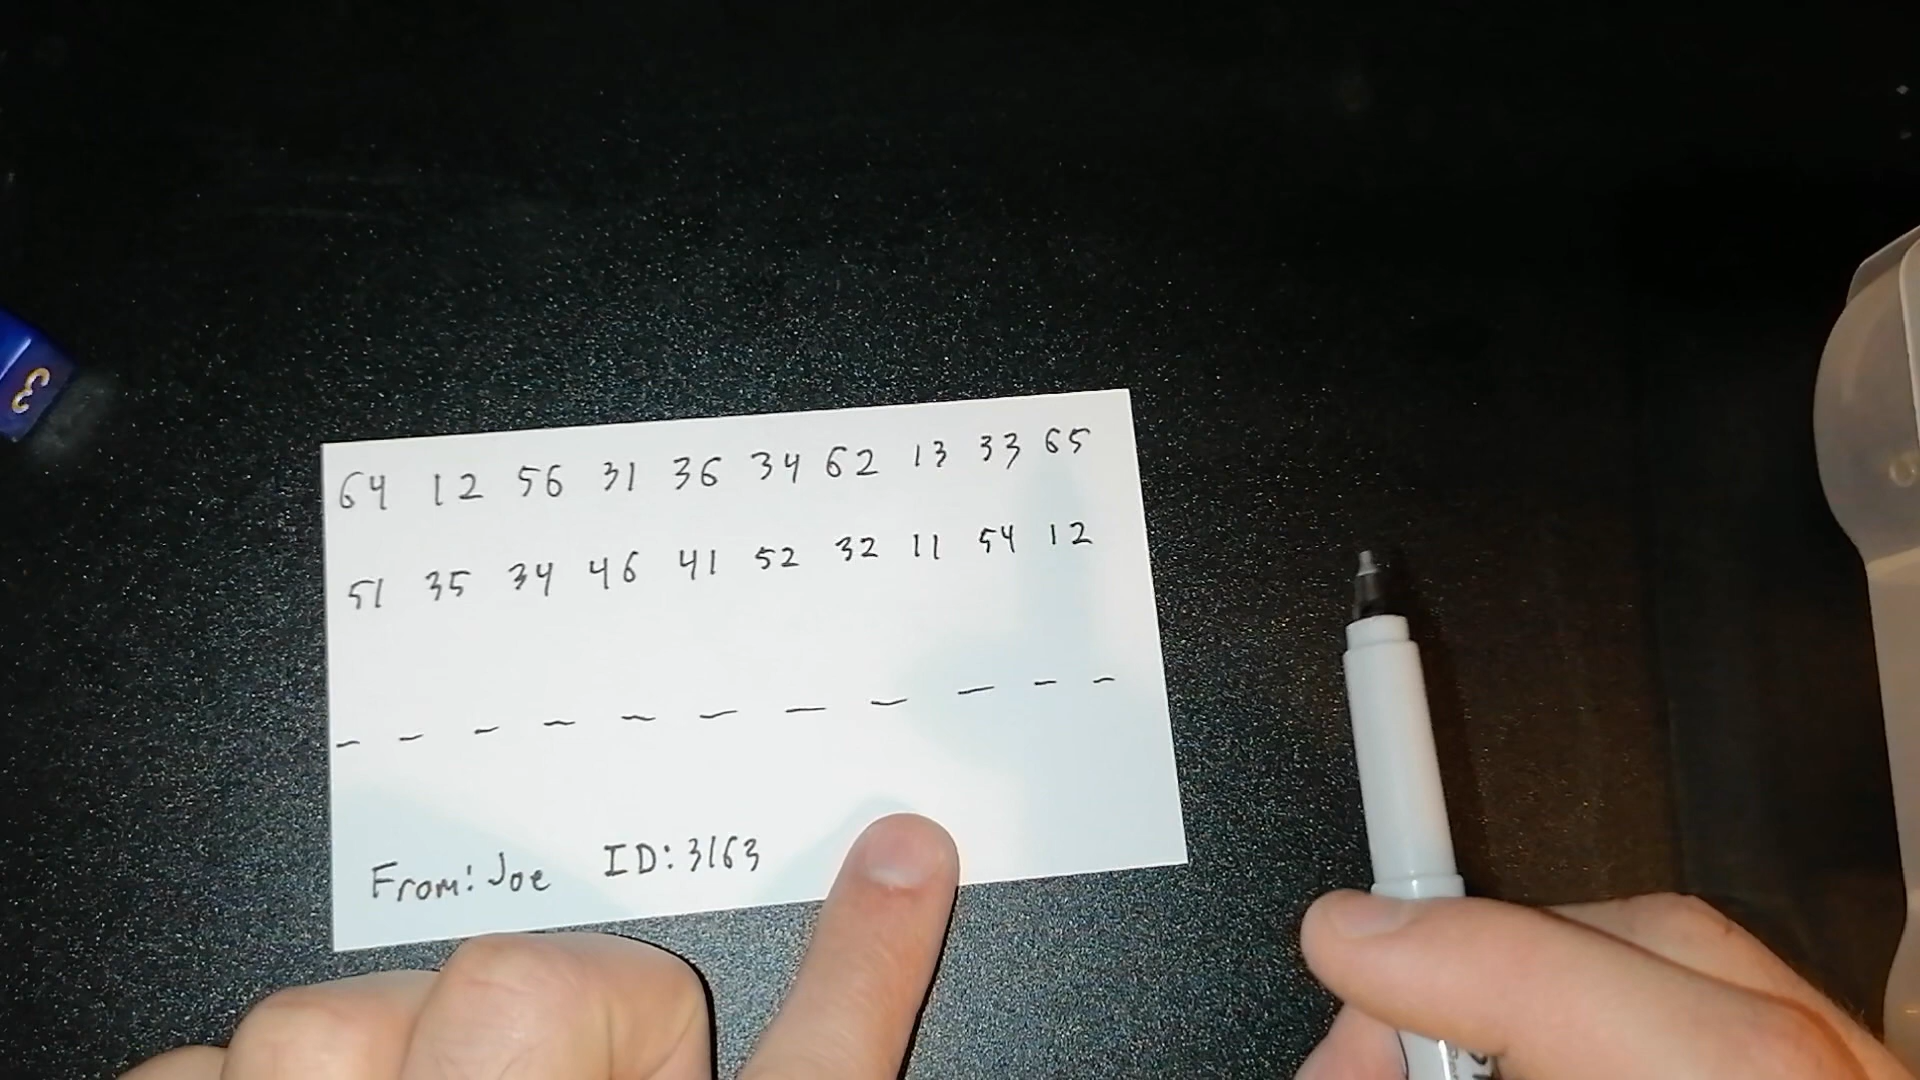 64 12 56 31 36 34 62 13 33 65
51 35 34 46 41 52 32 11 54 12
_ _ _ _ _ _ _ _ _ _ _
From: Joe ID: 3163
3